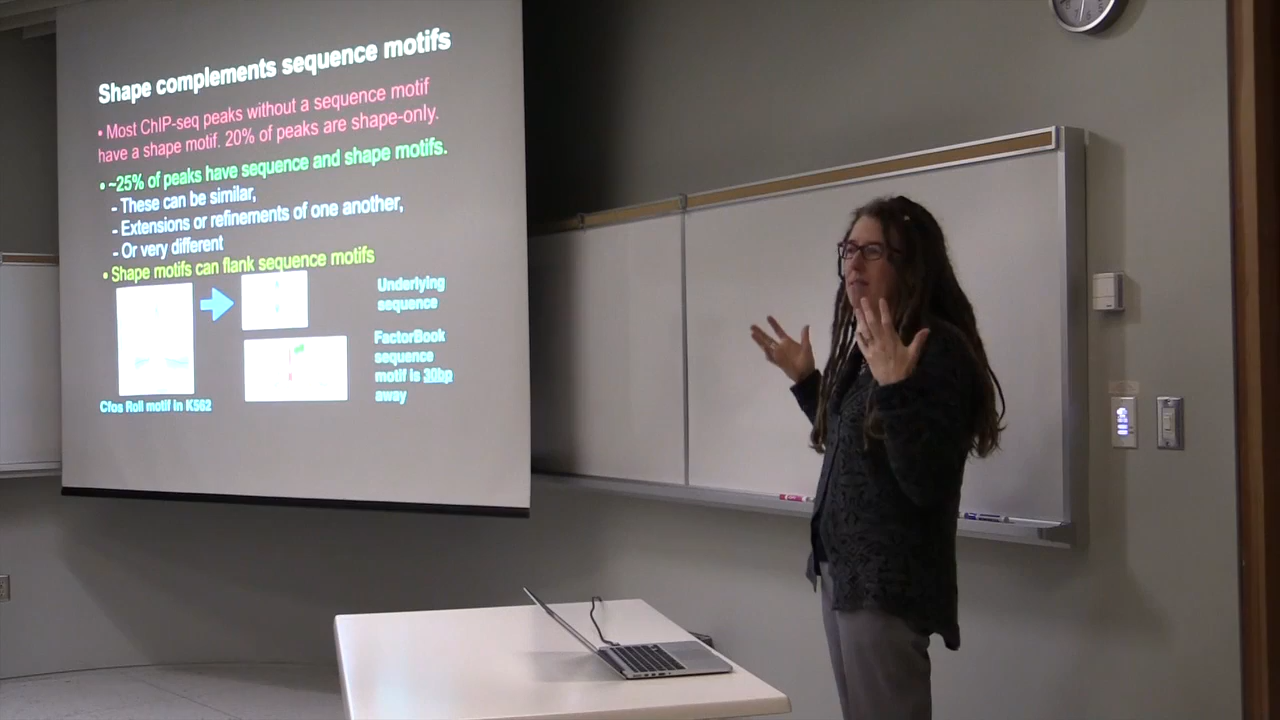 Shape complements sequence motifs
• Most ChIP-seq peaks without a sequence motif
have a shape motif. 20% of peaks are shape-only.
• ~25% of peaks have sequence and shape motifs.
- These can be similar,
- Extensions or refinements of one another,
- Or very different
• Shape motifs can flank sequence motifs
Underlying
sequence
FactorBook
sequence
motif is 30bp
away
Cfos Roll motif in K562